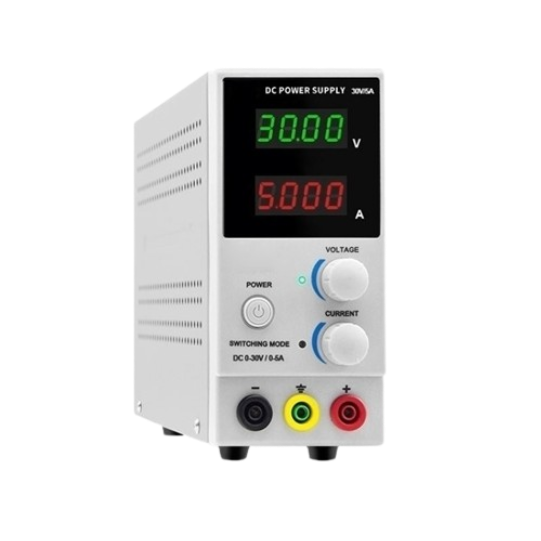 DC POWER SUPPLY 30V/5A
30.00 V
5.000 A
VOLTAGE
POWER
CURRENT
SWITCHING MODE
DC 0-30V / 0-5A
- +